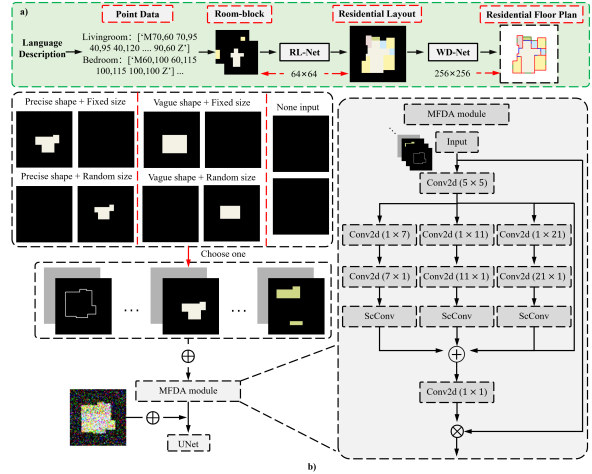 a)
Point Data
Room-block
Residential Layout
Residential Floor Plan
Language
Description
Livingroom: [‘M70,60 70,95
40,95 40,120 .... 90,60 Z’]
Bedroom: [‘M60,100 60,115
100,115 100,100 Z’] ...
RL-Net
WD-Net
64×64
256×256
Precise shape + Fixed size
Vague shape + Fixed size
None input
Precise shape + Random size
Vague shape + Random size
Choose one
...
...
MFDA module
UNet
MFDA module
Input
Conv2d (5 × 5)
Conv2d (1 × 7)
Conv2d (1 × 11)
Conv2d (1 × 21)
Conv2d (7 × 1)
Conv2d (11 × 1)
Conv2d (21 × 1)
ScConv
ScConv
ScConv
Conv2d (1 × 1)
b)